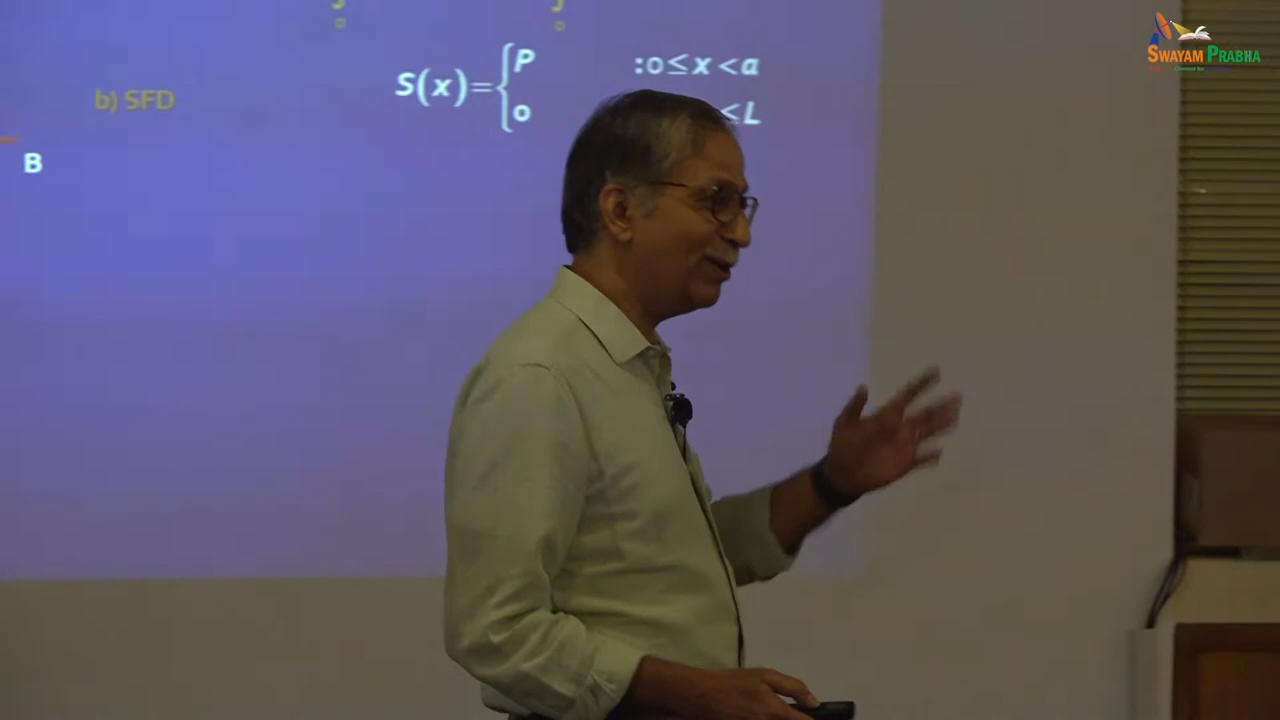 SWAYAM PRABHA
S(x)={P :0≤x<a
b) SFD
0 ≤L
B